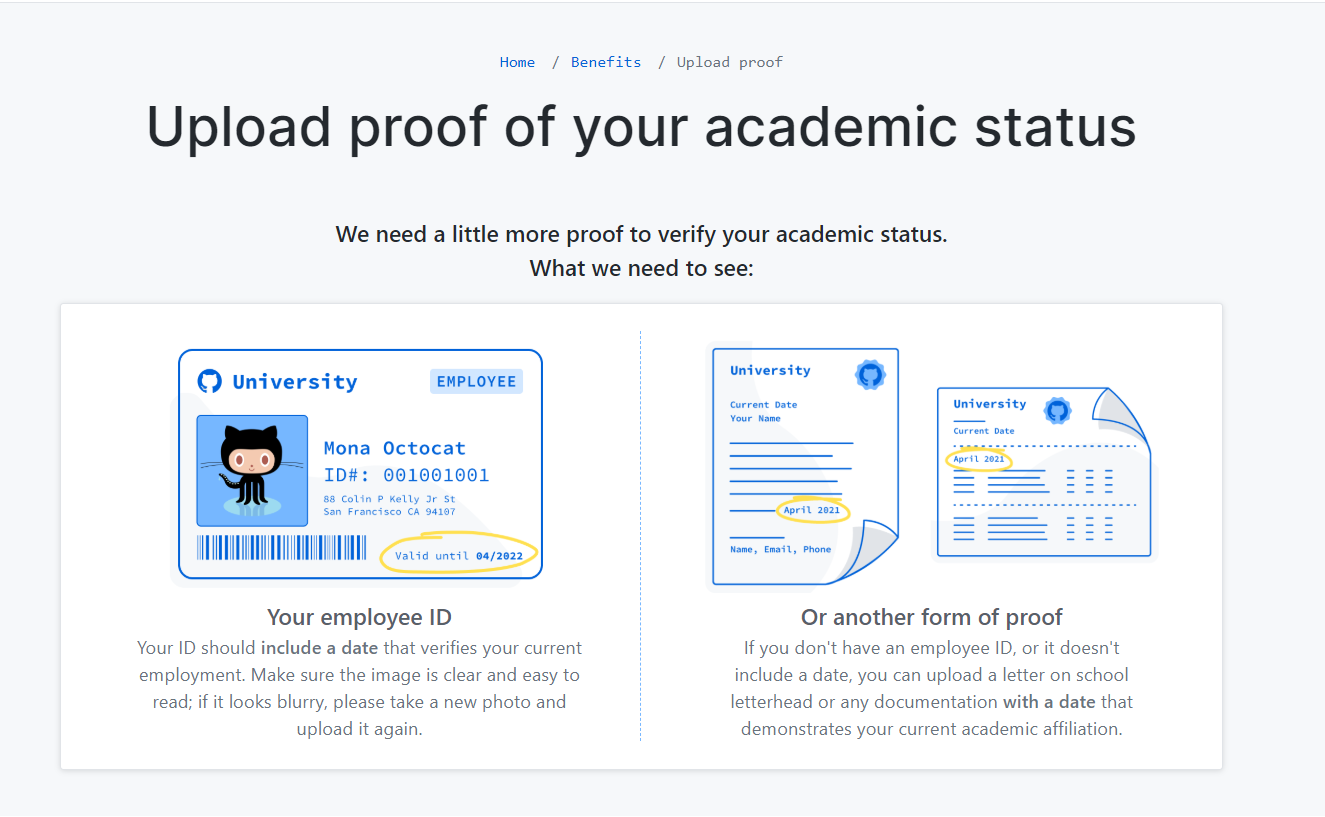 Home / Benefits / Upload proof
Upload proof of your academic status
We need a little more proof to verify your academic status.
What we need to see:
University
EMPLOYEE
Mona Octocat
ID#: 001001001
88 Colin P Kelly Jr St
San Francisco CA 94107
Valid until 04/2022
Your employee ID
Your ID should include a date that verifies your current
employment. Make sure the image is clear and easy to
read; if it looks blurry, please take a new photo and
upload it again.
University
Current Date
Your Name
April 2021
Name, Email, Phone
University
Current Date
April 2021
Or another form of proof
If you don't have an employee ID, or it doesn't
include a date, you can upload a letter on school
letterhead or any documentation with a date that
demonstrates your current academic affiliation.